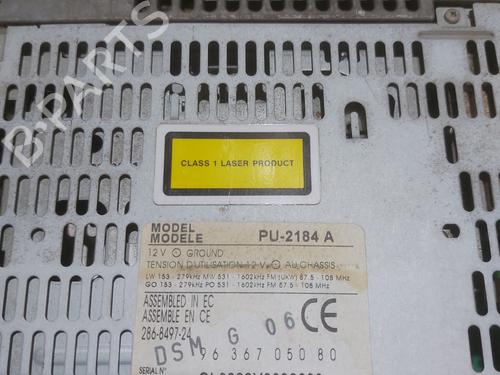 B-PARTS
CLASS 1 LASER PRODUCT
MODEL
MODELE
PU-2184 A
12 V ⊖ GROUND
TENSION D'UTILISATION 12 V ⊖ AU CHASSIS
LW 153 - 279kHz MW 531 - 1602kHz FM (UKW) 87.5 - 108 MHz
GO 153 - 279kHz PO 531 - 1602kHz FM 87.5 - 108 MHz
ASSEMBLED IN EC
ASSEMBLE EN CE
286-8497-24
CE
DSM G 06
96 367 050 80
SERIAL N°